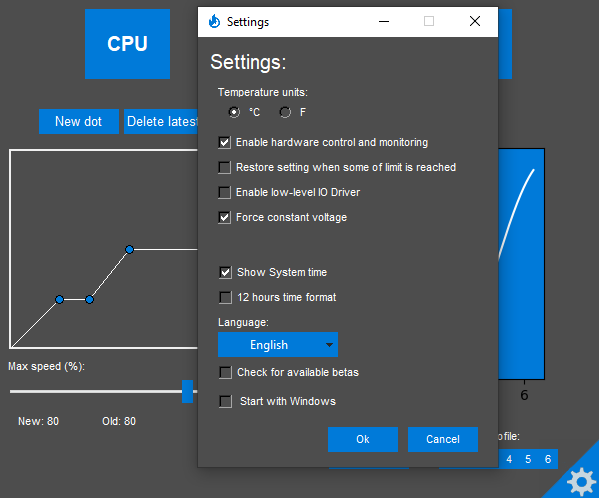 CPU
Settings
Settings:
Temperature units:
°C
F
New dot
Delete latest
Enable hardware control and monitoring
Restore setting when some of limit is reached
Enable low-level IO Driver
Force constant voltage
Show System time
12 hours time format
Language:
English
Max speed (%):
Check for available betas
6
Start with Windows
New: 80
Old: 80
Ok
Cancel
ofile:
4 5 6